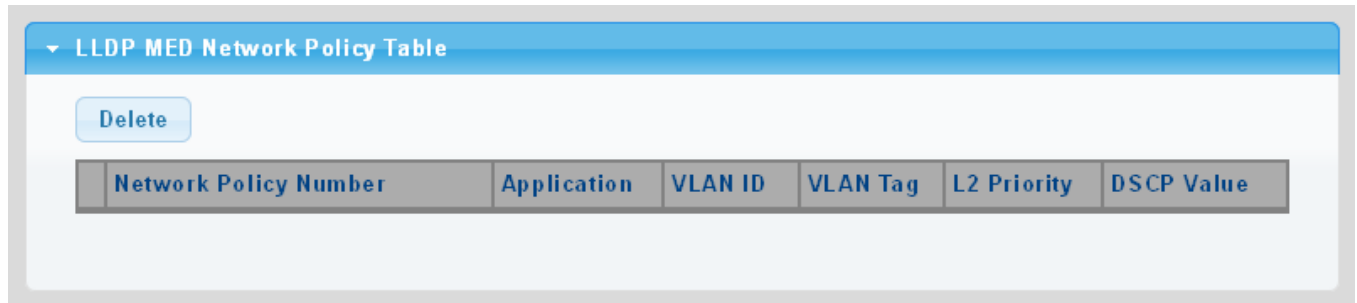 LLDP MED Network Policy Table
Delete
Network Policy Number Application VLAN ID VLAN Tag L2 Priority DSCP Value